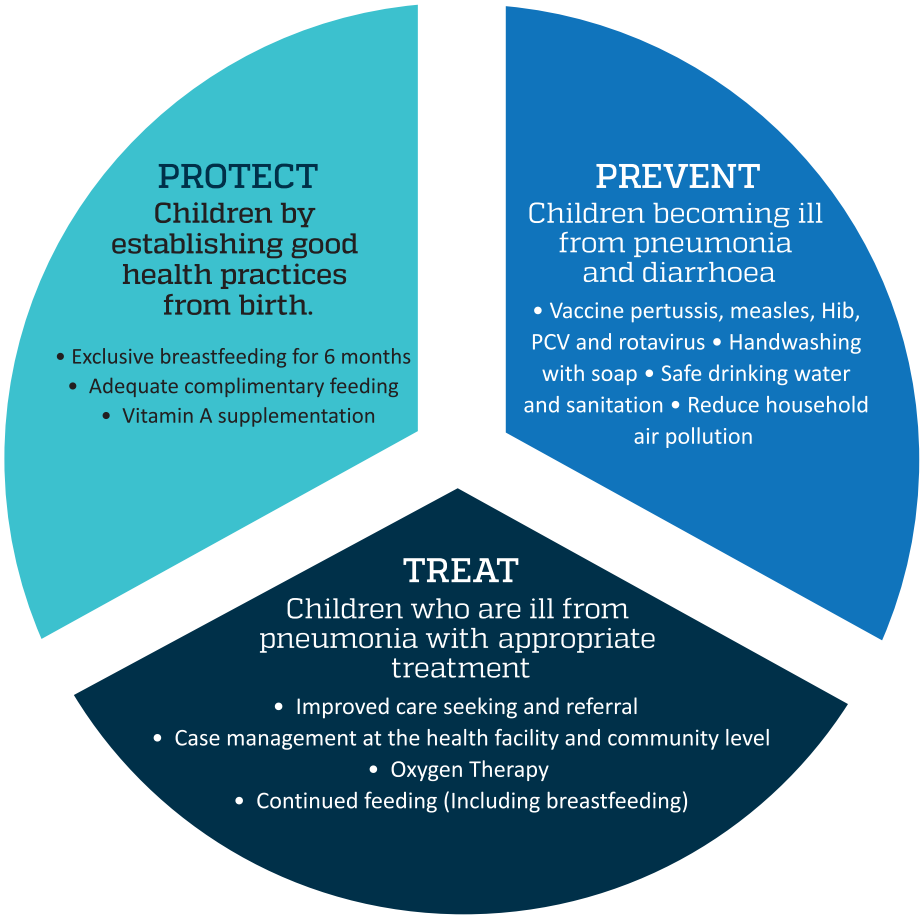 PROTECT
Children by
establishing good
health practices
from birth.
• Exclusive breastfeeding for 6 months
• Adequate complimentary feeding
• Vitamin A supplementation
PREVENT
Children becoming ill
from pneumonia
and diarrhoea
• Vaccine pertussis, measles, Hib,
PCV and rotavirus • Handwashing
with soap • Safe drinking water
and sanitation • Reduce household
air pollution
TREAT
Children who are ill from
pneumonia with appropriate
treatment
• Improved care seeking and referral
• Case management at the health facility and community level
• Oxygen Therapy
• Continued feeding (Including breastfeeding)